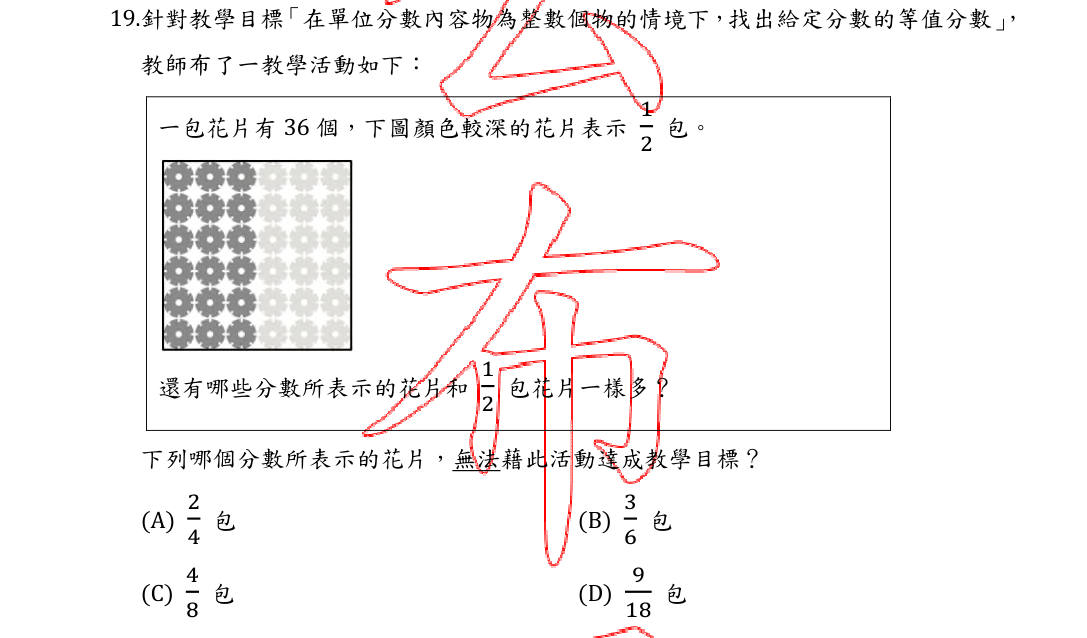 19.針對教學目標「在單位分數內容物為整數個物的情境下，找出給定分數的等值分數」，
教師布了一教學活動如下：
一包花片有 36 個，下圖顏色較深的花片表示 1/2 包。
還有哪些分數所表示的花片和 1/2 包花片一樣多？
下列哪個分數所表示的花片，無法藉此活動達成教學目標？
(A) 2/4 包 (B) 3/6 包
(C) 4/8 包 (D) 9/18 包
布